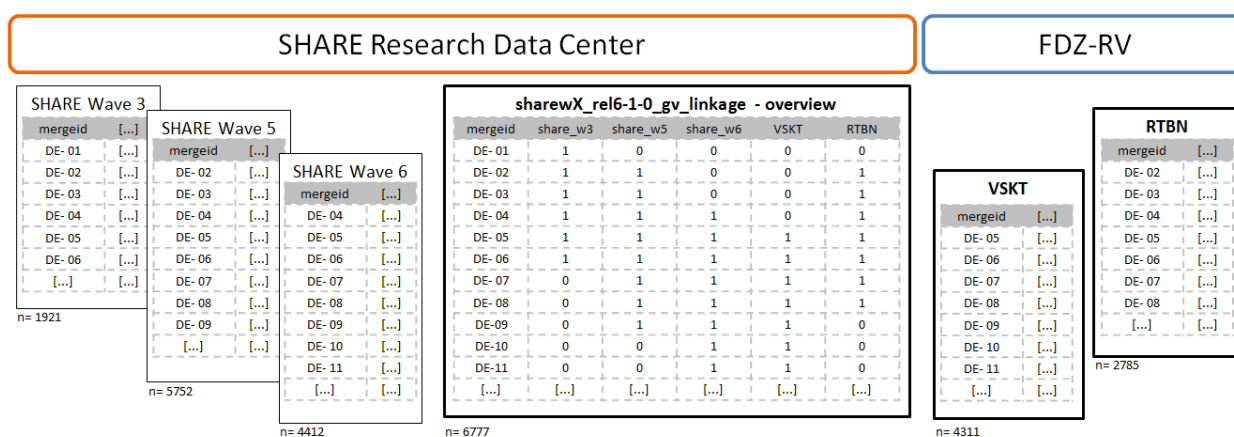 SHARE Research Data Center
FDZ-RV
SHARE Wave 3
mergeid [...]
DE- 01 [...]
DE- 02 [...]
DE- 03 [...]
DE- 04 [...]
DE- 05 [...]
DE- 06 [...]
[...] [...]
n= 1921
SHARE Wave 5
mergeid [...]
DE- 02 [...]
DE- 03 [...]
DE- 04 [...]
DE- 05 [...]
DE- 06 [...]
DE- 07 [...]
DE- 08 [...]
DE- 09 [...]
[...] [...]
n= 5752
SHARE Wave 6
mergeid [...]
DE- 04 [...]
DE- 05 [...]
DE- 06 [...]
DE- 07 [...]
DE- 08 [...]
DE- 09 [...]
DE- 10 [...]
DE- 11 [...]
[...] [...]
n= 4412
sharewX_rel6-1-0_gv_linkage - overview
mergeid share_w3 share_w5 share_w6 VSKT RTBN
DE- 01 1 0 0 0 0
DE- 02 1 1 0 0 1
DE- 03 1 1 0 0 1
DE- 04 1 1 1 0 1
DE- 05 1 1 1 1 1
DE- 06 1 1 1 1 1
DE- 07 0 1 1 1 1
DE- 08 0 1 1 1 1
DE-09 0 1 1 1 0
DE-10 0 0 1 1 0
DE-11 0 0 1 1 0
[...] [...] [...] [...] [...] [...]
n= 6777
VSKT
mergeid [...]
DE- 05 [...]
DE- 06 [...]
DE- 07 [...]
DE- 08 [...]
DE- 09 [...]
DE- 10 [...]
DE- 11 [...]
[...] [...]
n= 4311
RTBN
mergeid [...]
DE- 02 [...]
DE- 03 [...]
DE- 04 [...]
DE- 05 [...]
DE- 06 [...]
DE- 07 [...]
DE- 08 [...]
[...] [...]
n= 2785